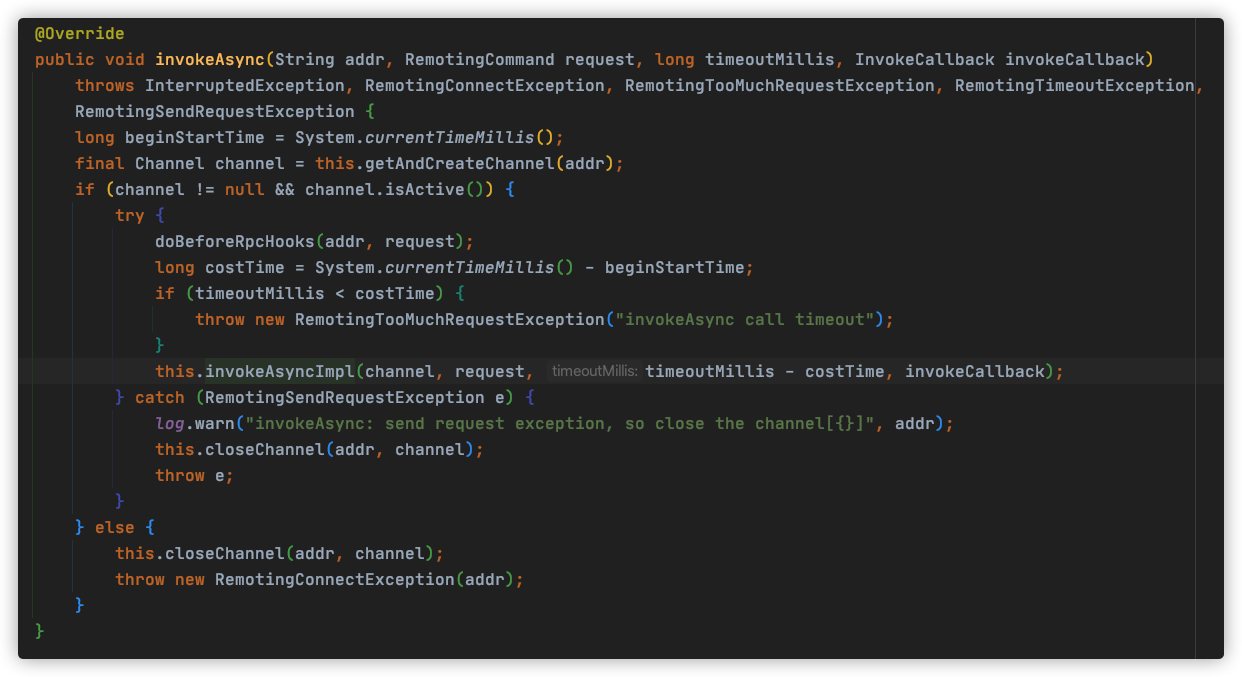 @Override
public void invokeAsync(String addr, RemotingCommand request, long timeoutMillis, InvokeCallback invokeCallback)
    throws InterruptedException, RemotingConnectException, RemotingTooMuchRequestException, RemotingTimeoutException,
    RemotingSendRequestException {
    long beginStartTime = System.currentTimeMillis();
    final Channel channel = this.getAndCreateChannel(addr);
    if (channel != null && channel.isActive()) {
        try {
            doBeforeRpcHooks(addr, request);
            long costTime = System.currentTimeMillis() - beginStartTime;
            if (timeoutMillis < costTime) {
                throw new RemotingTooMuchRequestException("invokeAsync call timeout");
            }
            this.invokeAsyncImpl(channel, request, timeoutMillis: timeoutMillis - costTime, invokeCallback);
        } catch (RemotingSendRequestException e) {
            log.warn("invokeAsync: send request exception, so close the channel[{}]", addr);
            this.closeChannel(addr, channel);
            throw e;
        }
    } else {
        this.closeChannel(addr, channel);
        throw new RemotingConnectException(addr);
    }
}